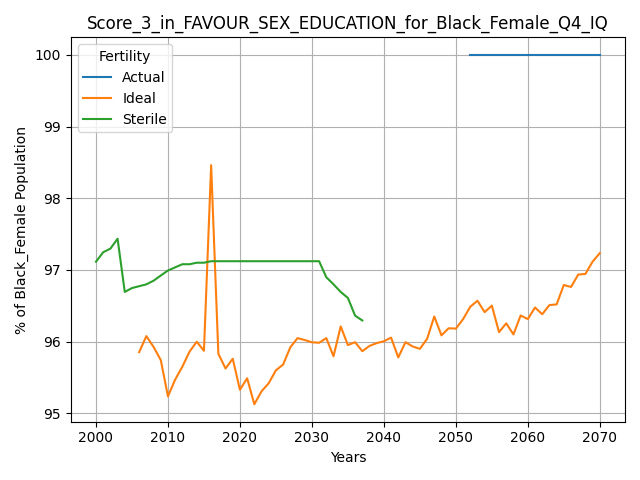 Score_3_in_FAVOUR_SEX_EDUCATION_for_Black_Female_Q4_IQ
Fertility
Actual
Ideal
Sterile
% of Black_Female Population
100
99
98
97
96
95
2000 2010 2020 2030 2040 2050 2060 2070
Years